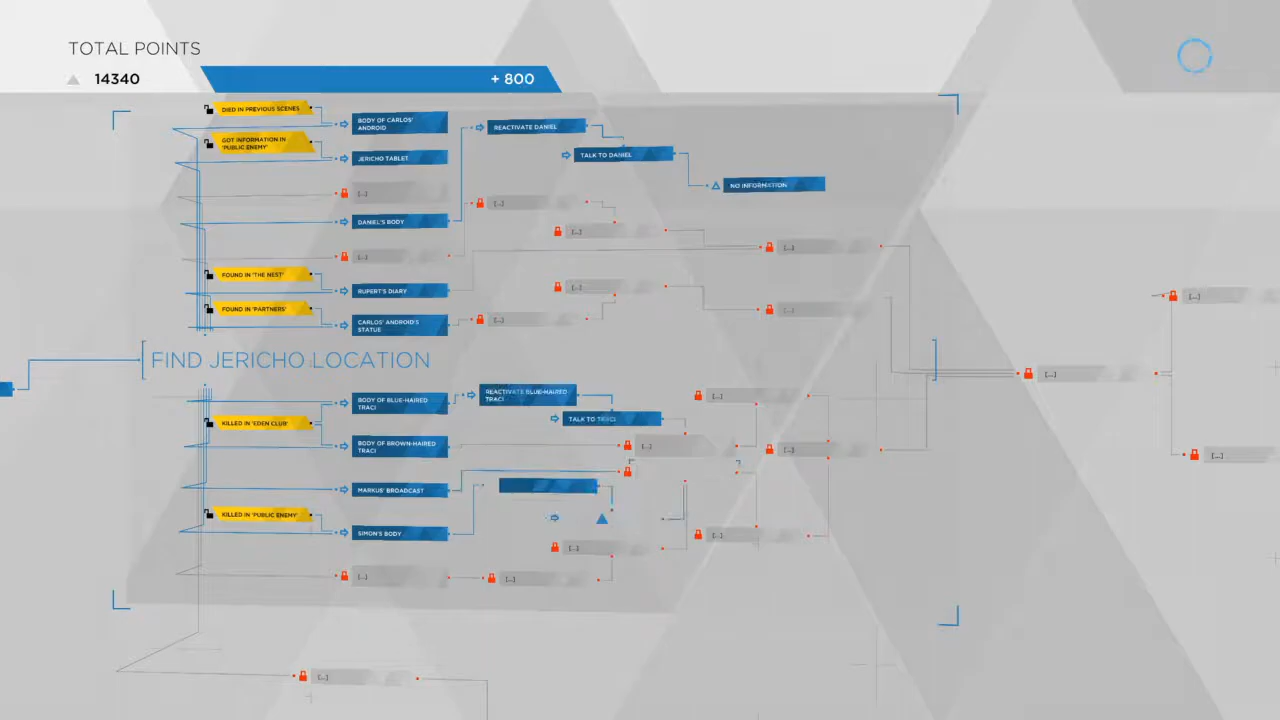 TOTAL POINTS
14340
+ 800
DIED IN PREVIOUS SCENES
BODY OF CARLOS'
ANDROID
REACTIVATE DANIEL
GOT INFORMATION IN
'PUBLIC ENEMY'
JERICHO TABLET
TALK TO DANIEL
NO INFORMATION
[...]
[...]
DANIEL'S BODY
[...]
[...]
[...]
FOUND IN 'THE NEST'
RUPERT'S DIARY
[...]
[...]
FOUND IN 'PARTNERS'
[...]
CARLOS' ANDROID'S
STATUE
[...]
FIND JERICHO LOCATION
[...]
BODY OF BLUE-HAIRED
TRACI
REACTIVATE BLUE-HAIRED
TRACI
[...]
KILLED IN 'EDEN CLUB'
TALK TO TRACI
BODY OF BROWN-HAIRED
TRACI
[...]
[...]
[...]
MARKUS' BROADCAST
KILLED IN 'PUBLIC ENEMY'
SIMON'S BODY
[...]
[...]
[...]
[...]
[...]